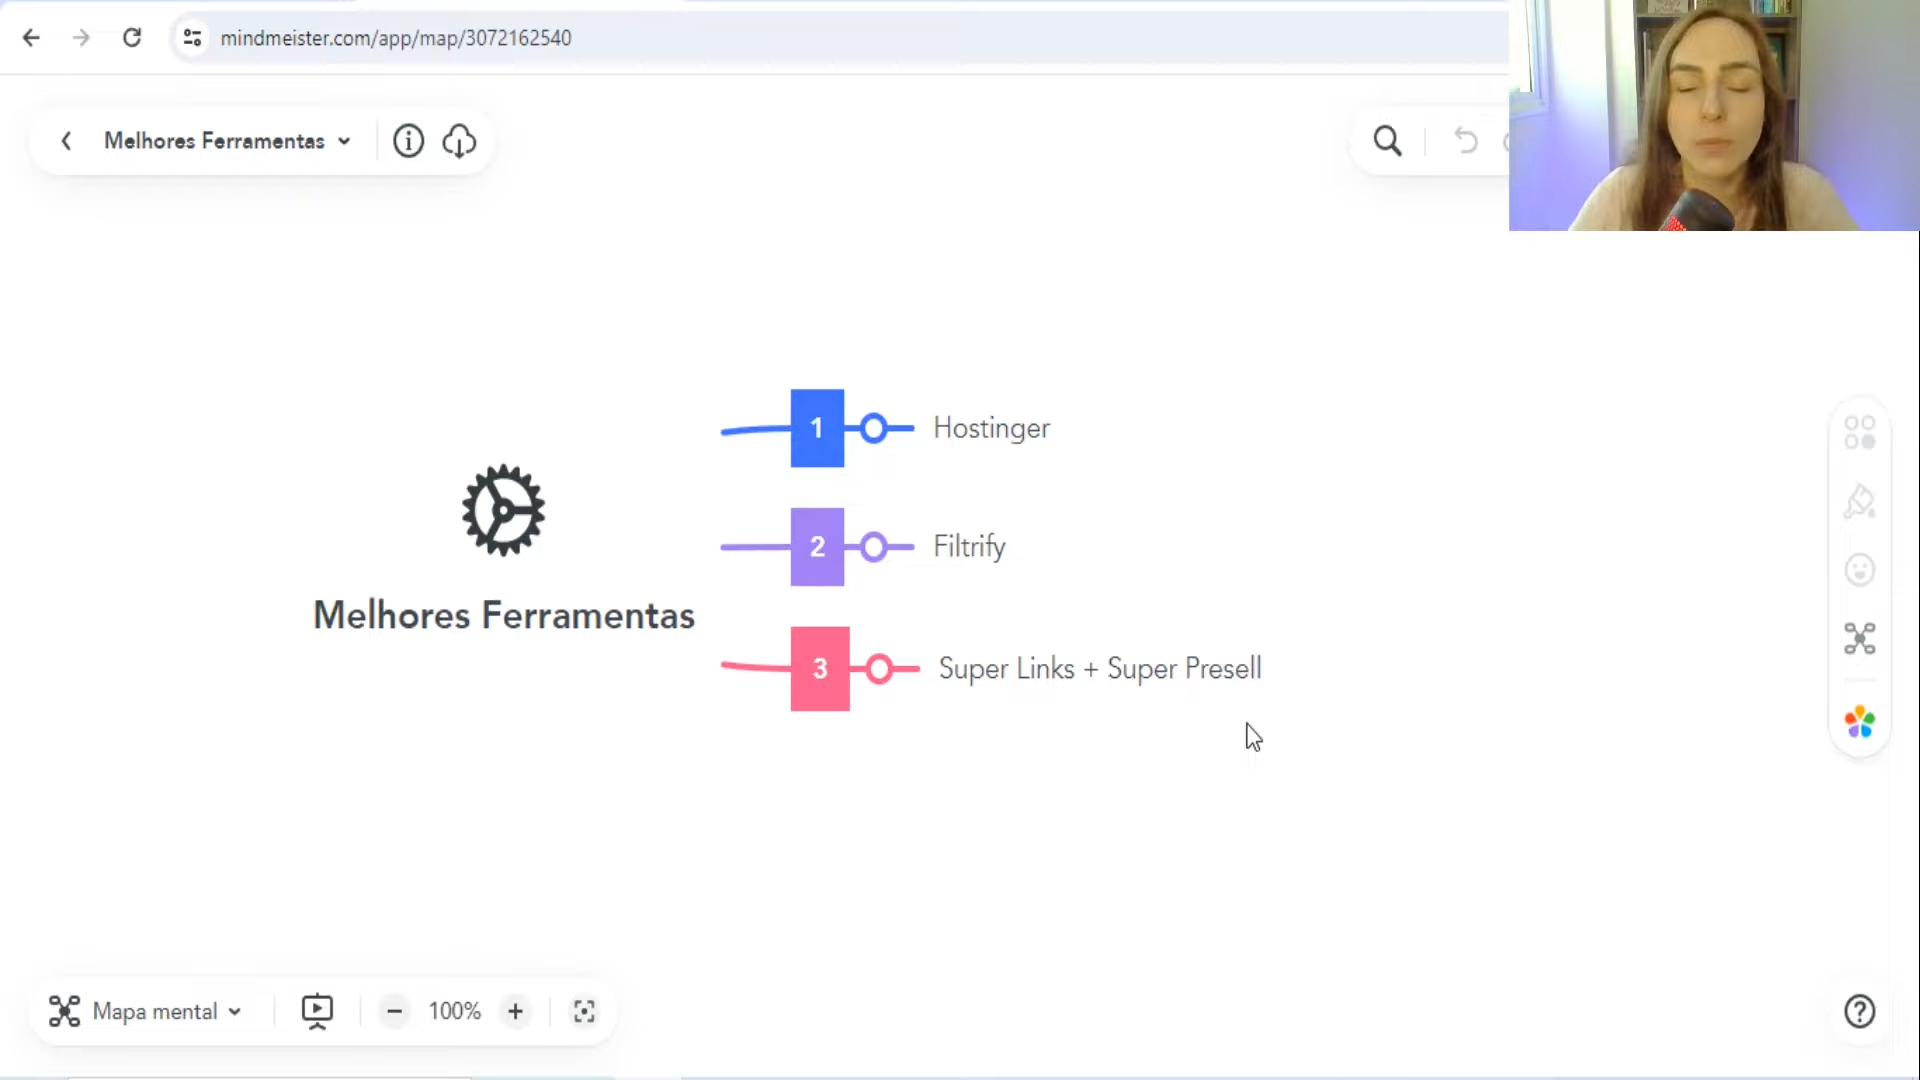 mindmeister.com/app/map/3072162540
Melhores Ferramentas
1 Hostinger
2 Filtrify
Melhores Ferramentas
3 Super Links + Super Presell
Mapa mental
100%